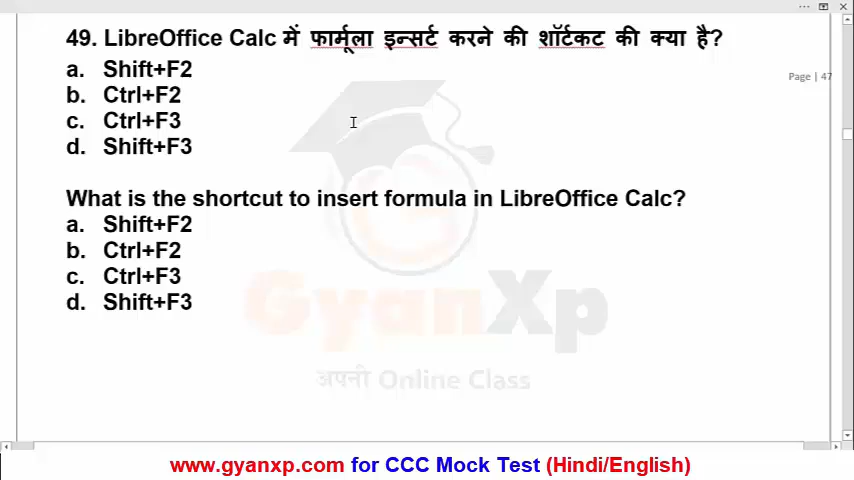 49. LibreOffice Calc में फार्मूला इन्सर्ट करने की शॉर्टकट की क्या है?
a. Shift+F2
b. Ctrl+F2
c. Ctrl+F3
d. Shift+F3
Page | 47
What is the shortcut to insert formula in LibreOffice Calc?
a. Shift+F2
b. Ctrl+F2
c. Ctrl+F3
d. Shift+F3
GyanXp
अपनी Online Class
www.gyanxp.com for CCC Mock Test (Hindi/English)